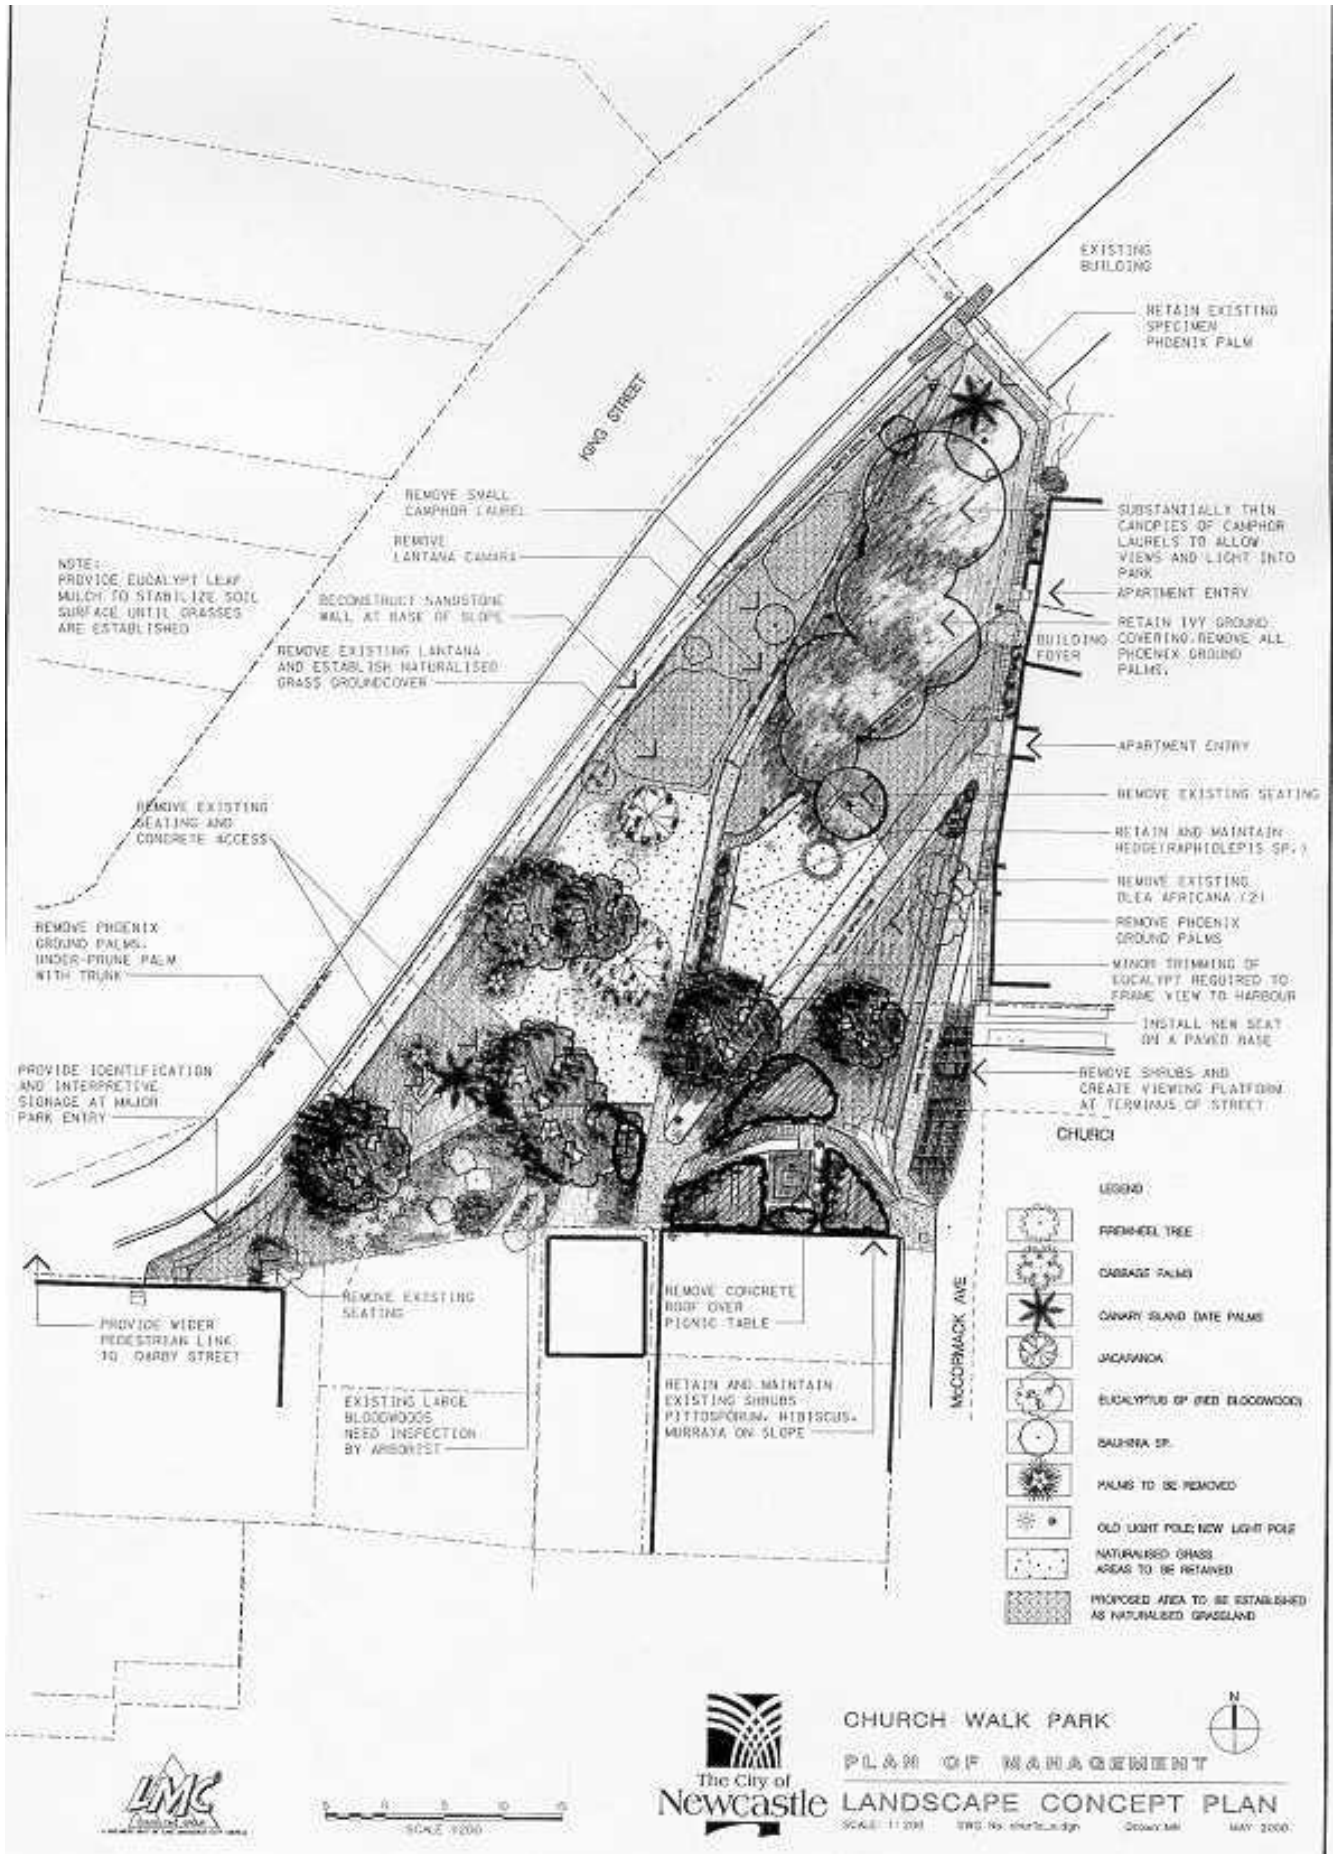 EXISTING
BUILDING
RETAIN EXISTING
SPECIMEN
PHOENIX PALM
KING STREET
REMOVE SMALL
CAMPHOR LAUREL
REMOVE
LANTANA CAMARA
NOTE:
PROVIDE EUCALYPT LEAF
MULCH TO STABILIZE SOIL
SURFACE UNTIL GRASSES
ARE ESTABLISHED
RECONSTRUCT SANDSTONE
WALL AT BASE OF SLOPE
REMOVE EXISTING LANTANA
AND ESTABLISH NATURALISED
GRASS GROUNDCOVER
SUBSTANTIALLY THIN
CANOPIES OF CAMPHOR
LAURELS TO ALLOW
VIEWS AND LIGHT INTO
PARK
APARTMENT ENTRY
RETAIN IVY GROUND
COVERING. REMOVE ALL
PHOENIX GROUND
PALMS.
BUILDING
FOYER
APARTMENT ENTRY
REMOVE EXISTING SEATING
RETAIN AND MAINTAIN
HEDGE(RAPHIOLEPIS SP.)
REMOVE EXISTING
OLEA AFRICANA (2)
REMOVE PHOENIX
GROUND PALMS
MINOR TRIMMING OF
EUCALYPT REQUIRED TO
FRAME VIEW TO HARBOUR
INSTALL NEW SEAT
ON A PAVED BASE
REMOVE SHRUBS AND
CREATE VIEWING PLATFORM
AT TERMINUS OF STREET
REMOVE EXISTING
SEATING AND
CONCRETE ACCESS
REMOVE PHOENIX
GROUND PALMS.
UNDER-PRUNE PALM
WITH TRUNK
PROVIDE IDENTIFICATION
AND INTERPRETIVE
SIGNAGE AT MAJOR
PARK ENTRY
PROVIDE WIDER
PEDESTRIAN LINK
TO DARBY STREET
REMOVE EXISTING
SEATING
EXISTING LARGE
BLOODWOODS
NEED INSPECTION
BY ARBORIST
REMOVE CONCRETE
ROOF OVER
PICNIC TABLE
RETAIN AND MAINTAIN
EXISTING SHRUBS
PITTOSPORUM, HIBISCUS,
MURRAYA ON SLOPE
McCORMACK AVE
CHURCH
LEGEND
FIREWHEEL TREE
CABBAGE PALMS
CANARY ISLAND DATE PALMS
JACARANDA
EUCALYPTUS SP (RED BLOODWOOD)
BAUHINIA SP.
PALMS TO BE REMOVED
OLD LIGHT POLE; NEW LIGHT POLE
NATURALISED GRASS
AREAS TO BE RETAINED
PROPOSED AREA TO BE ESTABLISHED
AS NATURALISED GRASSLAND
LMC
SCALE 1:200
The City of
Newcastle
CHURCH WALK PARK
N
PLAN OF MANAGEMENT
LANDSCAPE CONCEPT PLAN
SCALE: 1:200
DWG No.
MAY 2000